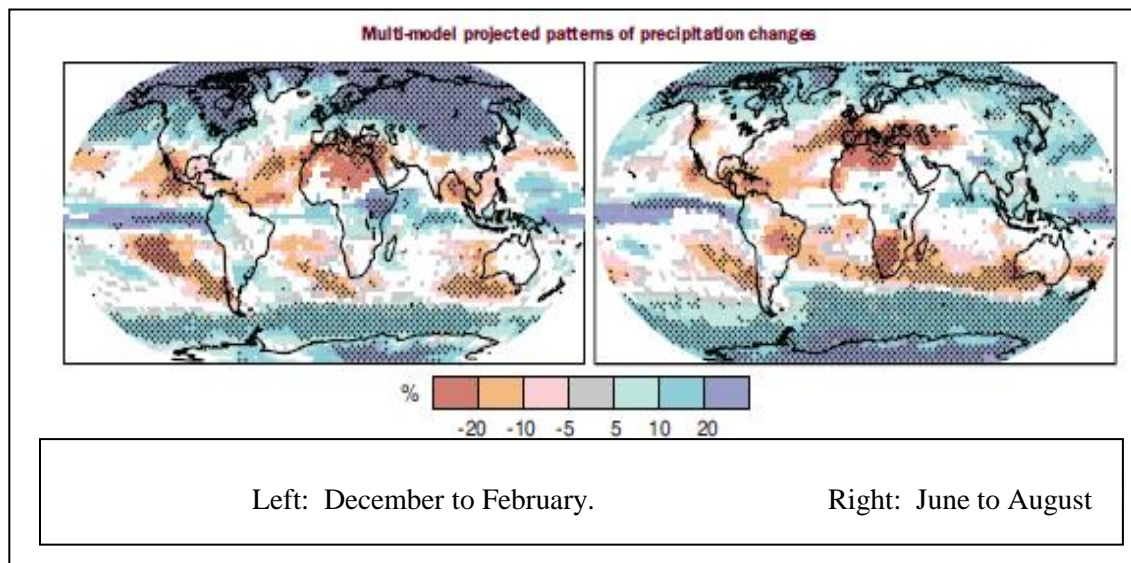 Multi-model projected patterns of precipitation changes
%
-20 -10 -5 5 10 20
Left: December to February. Right: June to August